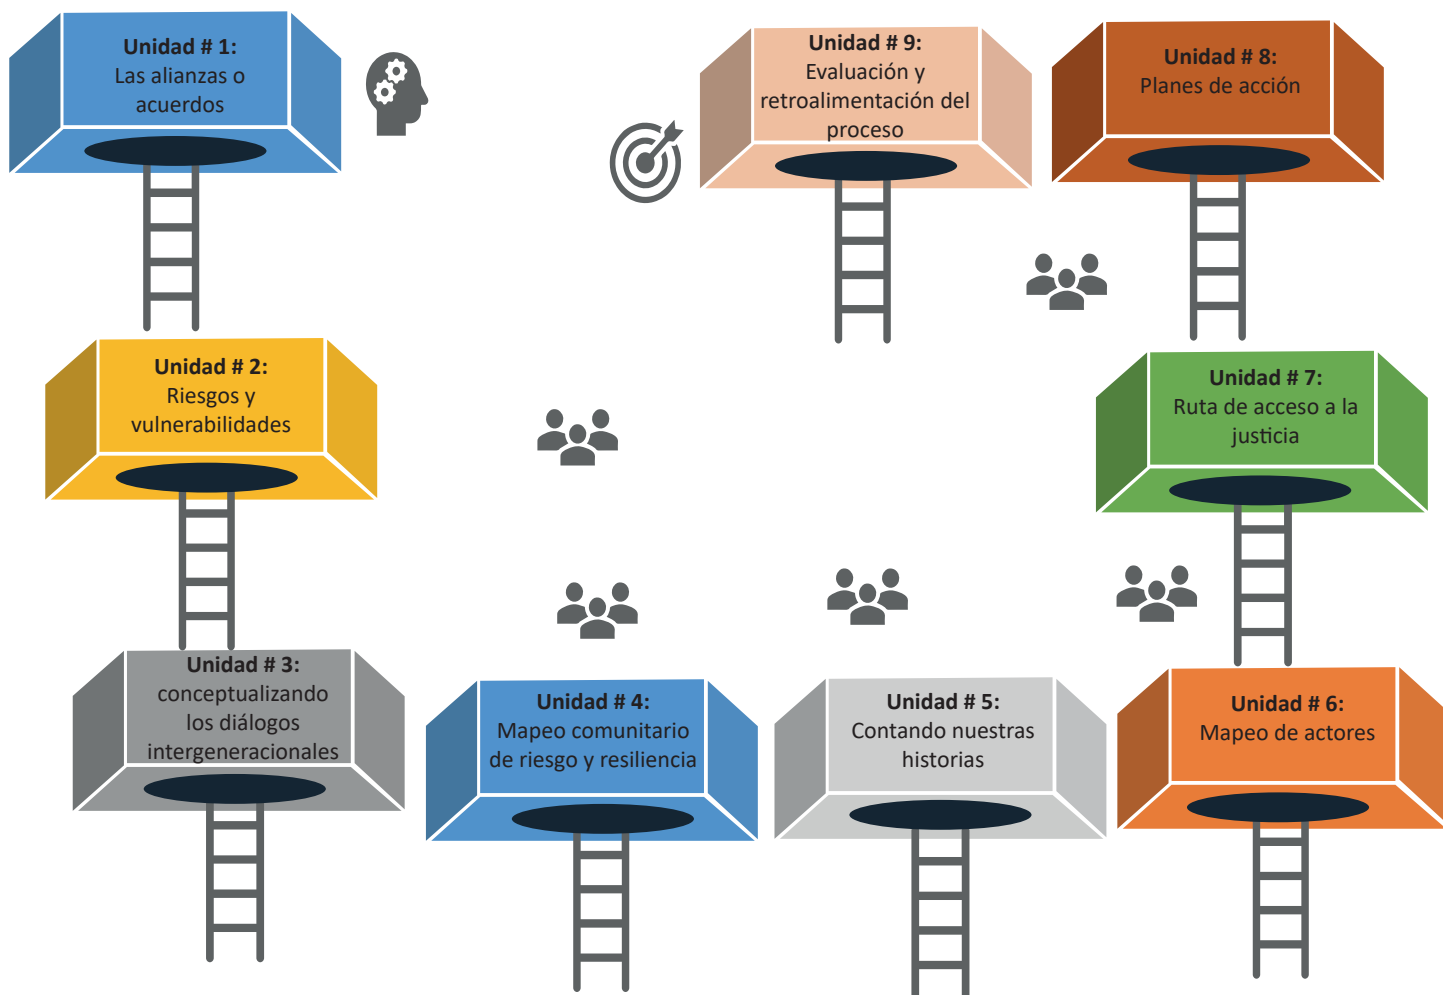 Unidad # 1:
Las alianzas o
acuerdos
Unidad # 9:
Evaluación y
retroalimentación del
proceso
Unidad # 8:
Planes de acción
Unidad # 2:
Riesgos y
vulnerabilidades
Unidad # 7:
Ruta de acceso a la
justicia
Unidad # 3:
conceptualizando
los diálogos
intergeneracionales
Unidad # 4:
Mapeo comunitario
de riesgo y resiliencia
Unidad # 5:
Contando nuestras
historias
Unidad # 6:
Mapeo de actores